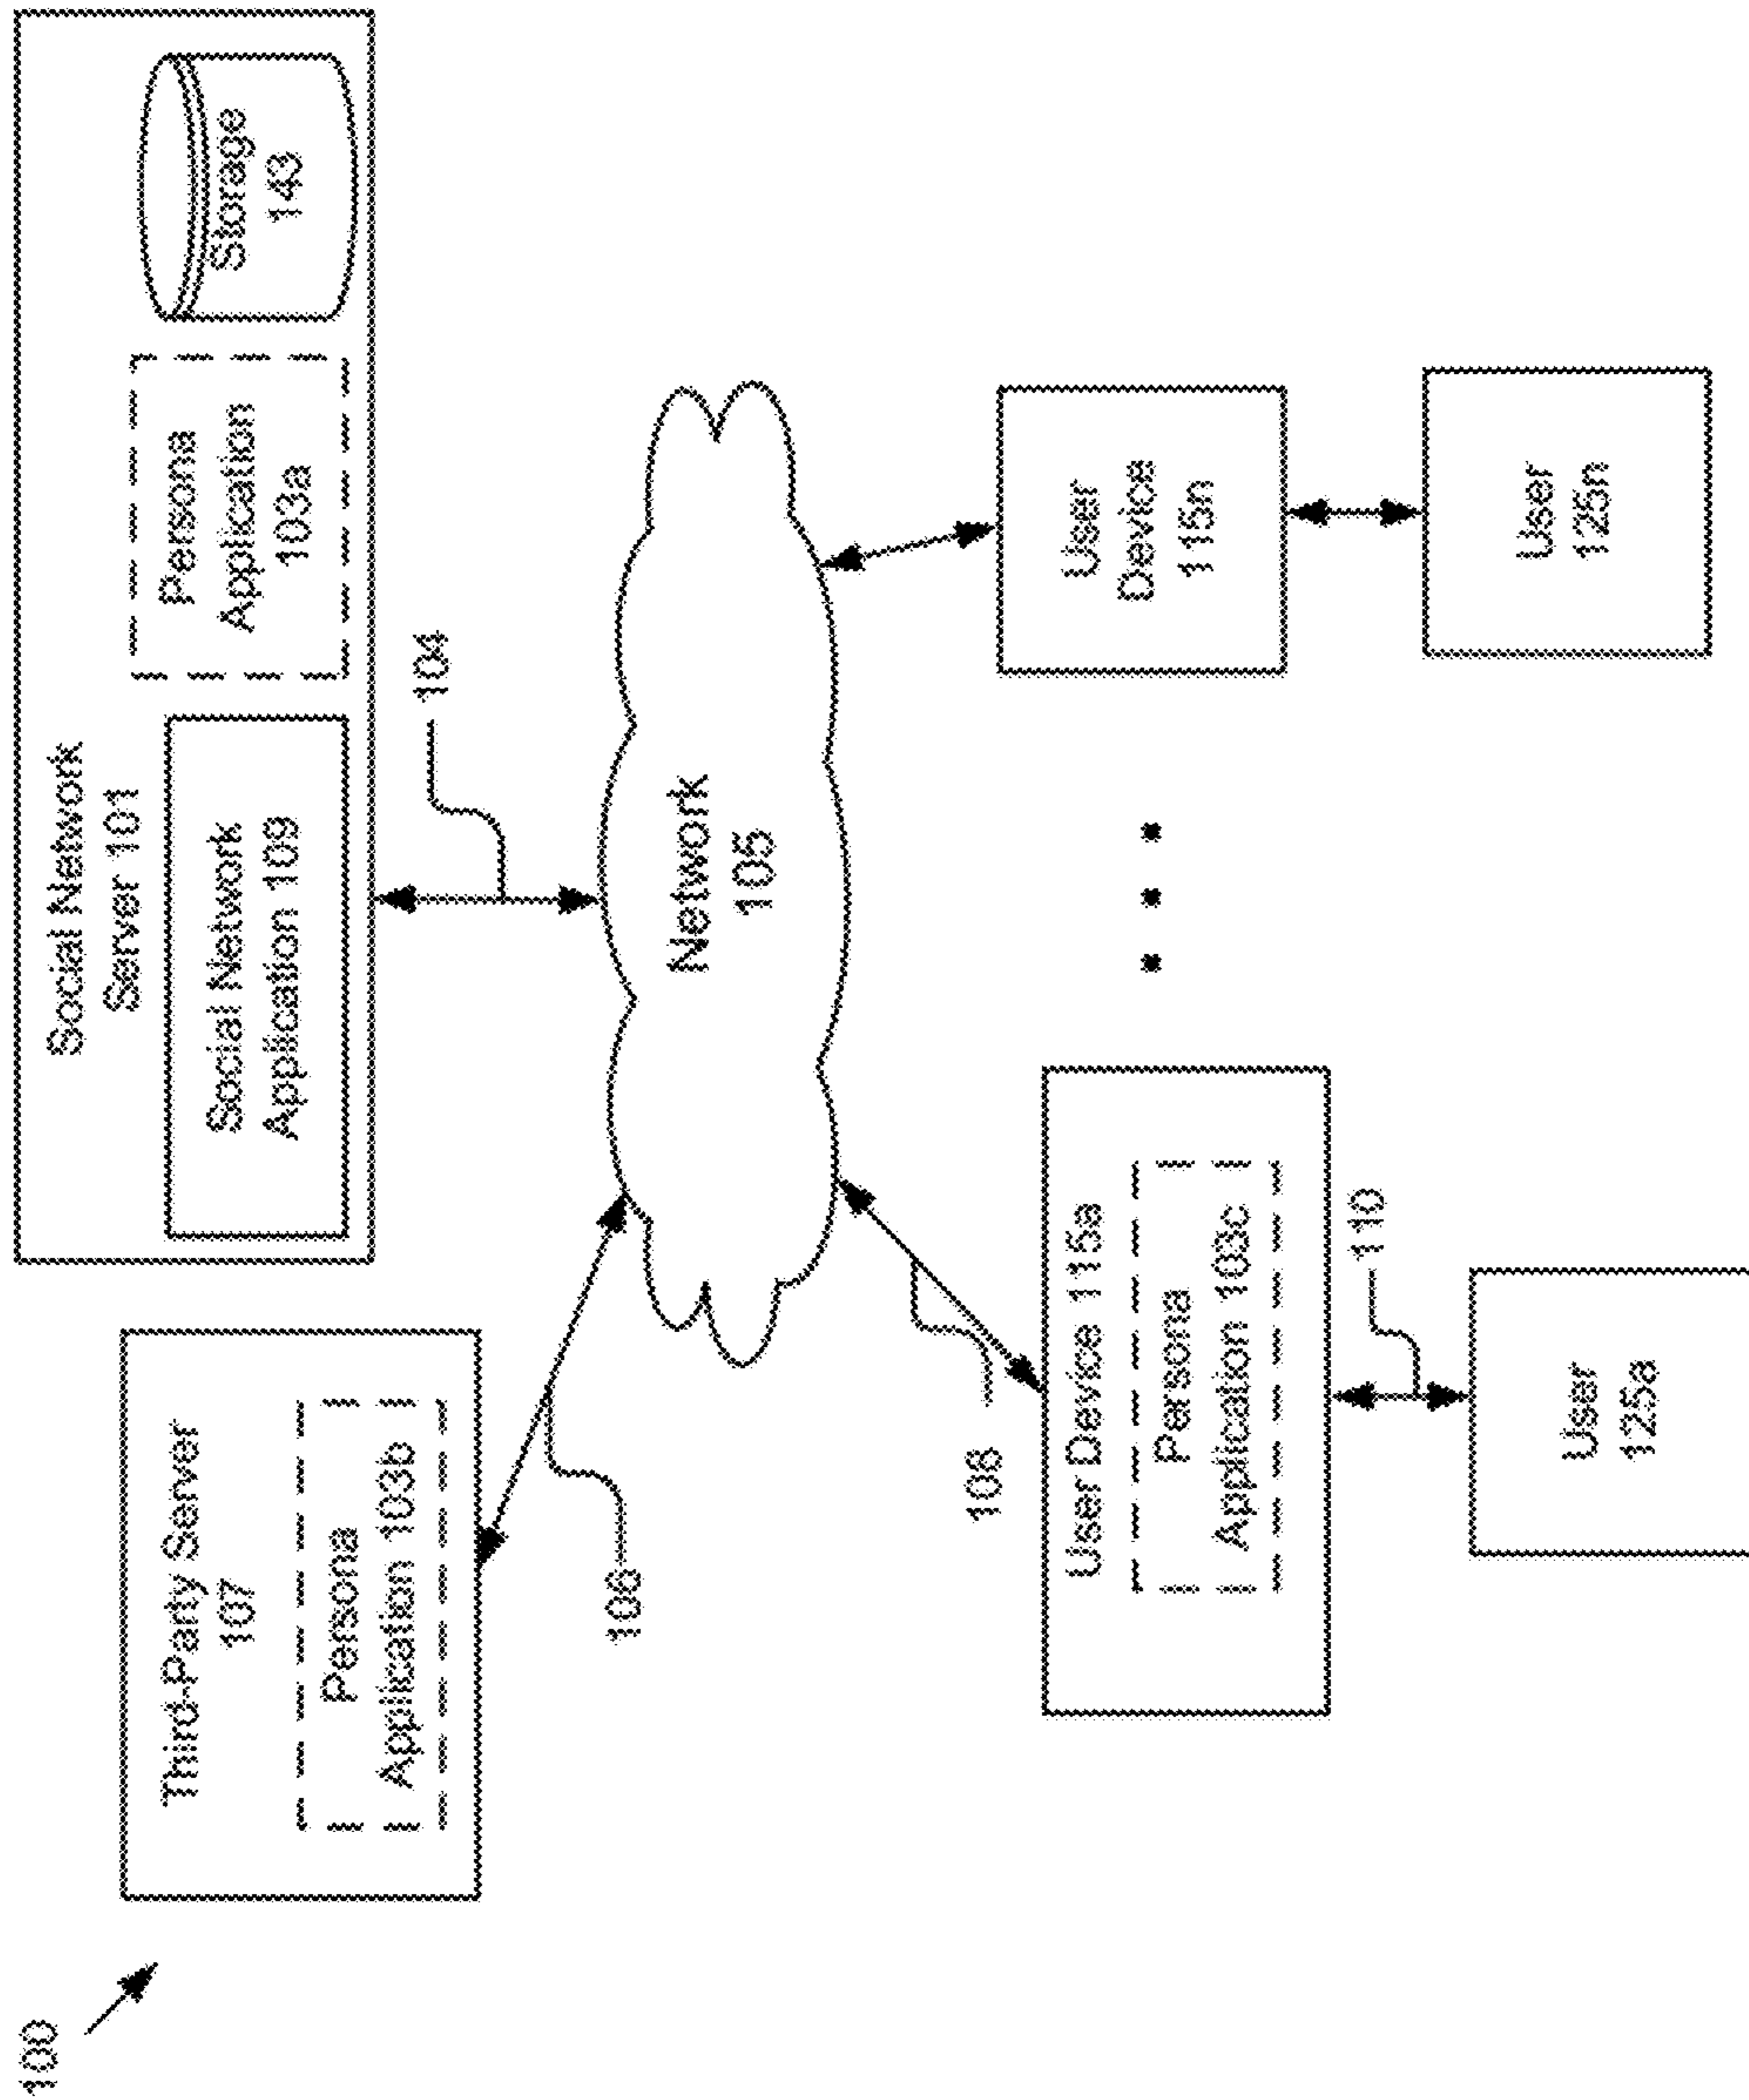 100
Third-Party Server
107
Persona
Application 103b
Social Network
Server 101
Social Network
Application 109
Persona
Application
103a
Storage
143
104
106
Network
105
108
User Device 115a
Persona
Application 103c
110
User
125a
User
Device
115n
User
125n